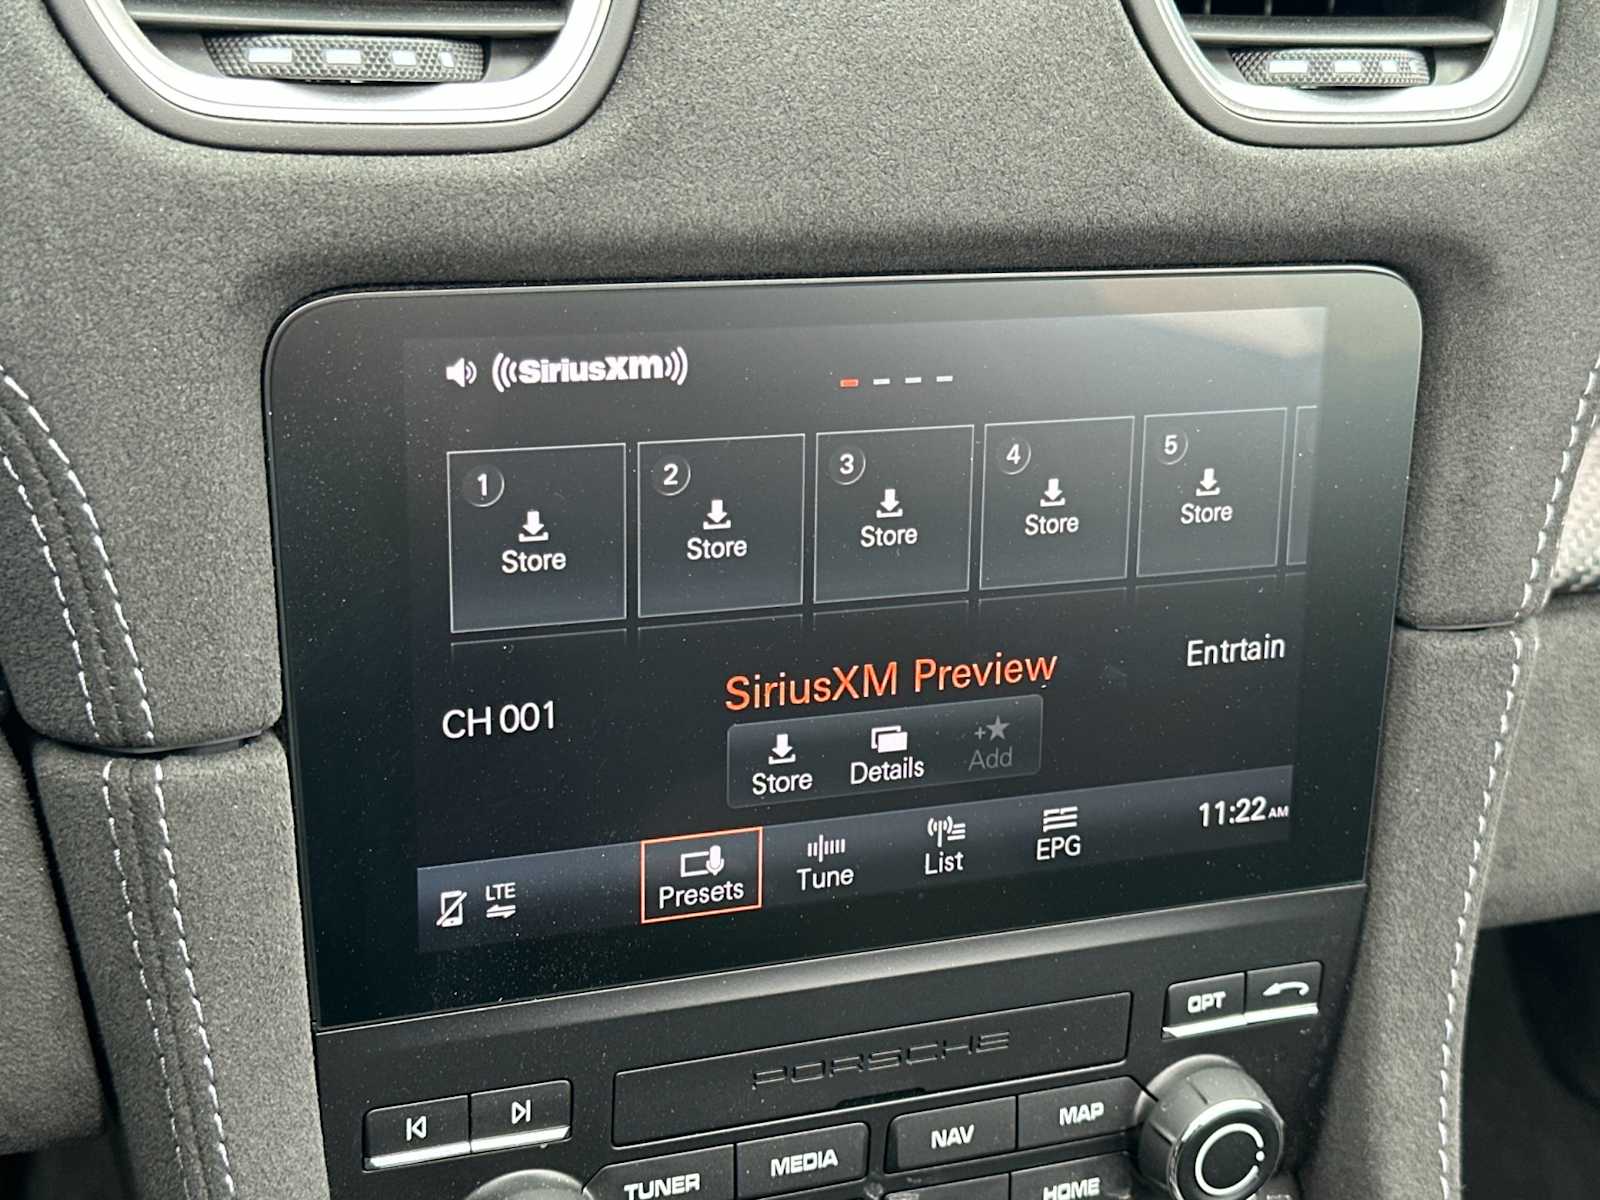 ((SiriusXM))
1 2 3 4 5
Store Store Store Store Store
CH 001
SiriusXM Preview
Entrtain
Store Details Add
LTE
Presets Tune List EPG
11:22 AM
OPT
PORSCHE
TUNER MEDIA NAV MAP
HOME